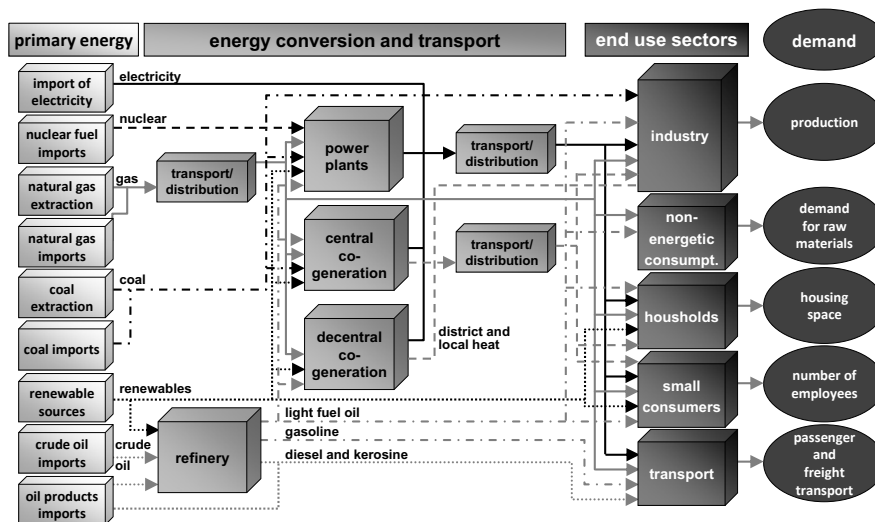 primary energy
energy conversion and transport
end use sectors
demand
import of
electricity
nuclear fuel
imports
natural gas
extraction
natural gas
imports
coal
extraction
coal imports
renewable
sources
crude oil
imports
oil products
imports
electricity
nuclear
gas
coal
renewables
crude
oil
transport/
distribution
refinery
power
plants
central co-
generation
decentral co-
generation
transport/
distribution
transport/
distribution
district and
local heat
light fuel oil
gasoline
diesel and kerosine
industry
non-
energetic
consumpt.
housholds
small
consumers
transport
production
demand
for raw
materials
housing
space
number of
employees
passenger
and
freight
transport